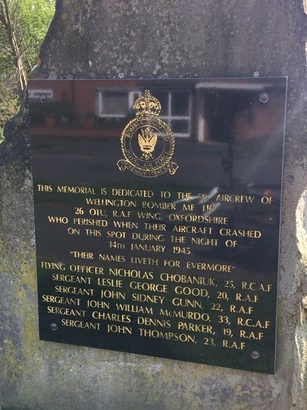 THIS MEMORIAL IS DEDICATED TO THE AIRCREW OF
WELLINGTON BOMBER ME
26 OTU, R.A.F WING, OXFORDSHIRE
WHO PERISHED WHEN THEIR AIRCRAFT CRASHED
ON THIS SPOT DURING THE NIGHT OF
14TH JANUARY 1945
"THEIR NAMES LIVETH FOR EVERMORE"
FLYING OFFICER NICHOLAS CHOBANIUK, 25, R.C.A.F
SERGEANT LESLIE GEORGE GOOD, 20, R.A.F
SERGEANT JOHN SIDNEY GUNN, 22, R.A.F
SERGEANT JOHN WILLIAM McMURDO, 33, R.C.A.F
SERGEANT CHARLES DENNIS PARKER, 19, R.A.F
SERGEANT JOHN THOMPSON, 23, R.A.F